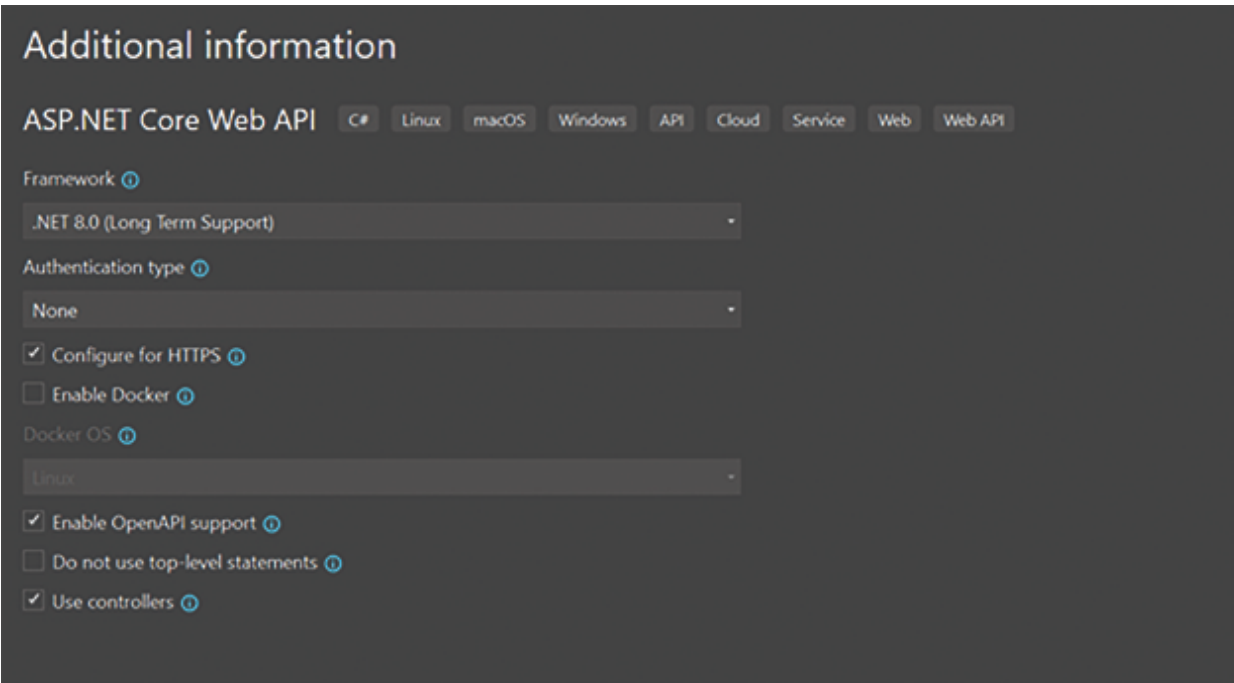 Additional information
ASP.NET Core Web API C# Linux macOS Windows API Cloud Service Web Web API
Framework
.NET 8.0 (Long Term Support)
Authentication type
None
Configure for HTTPS
Enable Docker
Docker OS
Linux
Enable OpenAPI support
Do not use top-level statements
Use controllers